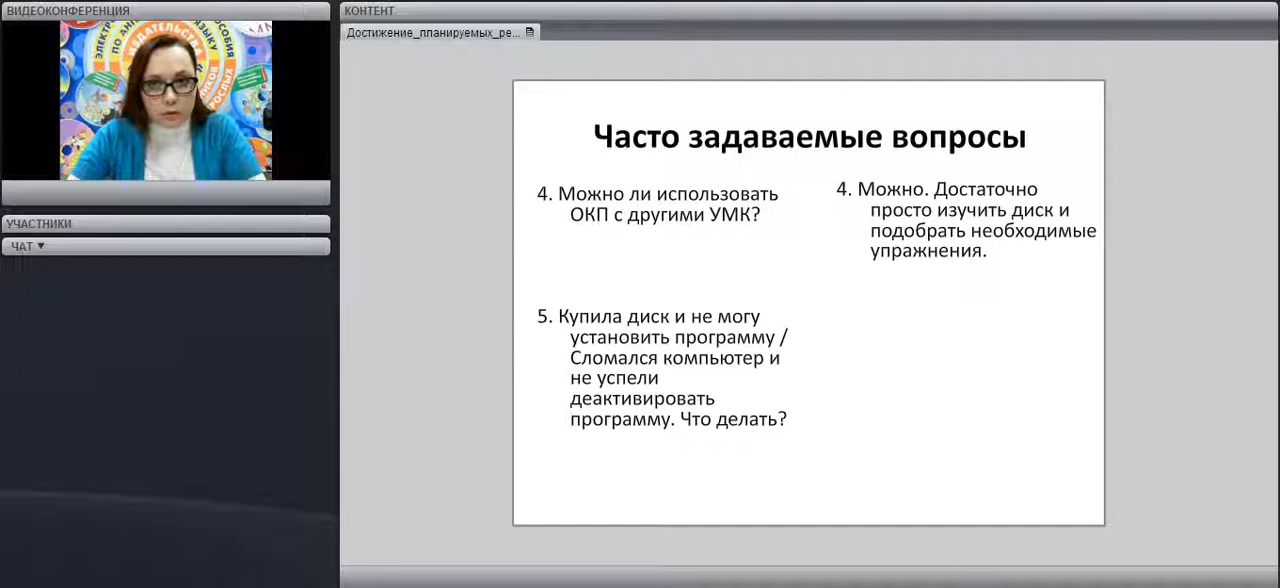 ВИДЕОКОНФЕРЕНЦИЯ
ИЗДАТЕЛЬСТВА
УЧАСТНИКИ
ЧАТ
КОНТЕНТ
Достижение_планируемых_ре...
Часто задаваемые вопросы
4. Можно ли использовать
ОКП с другими УМК?
5. Купила диск и не могу
установить программу /
Сломался компьютер и
не успели
деактивировать
программу. Что делать?
4. Можно. Достаточно
просто изучить диск и
подобрать необходимые
упражнения.